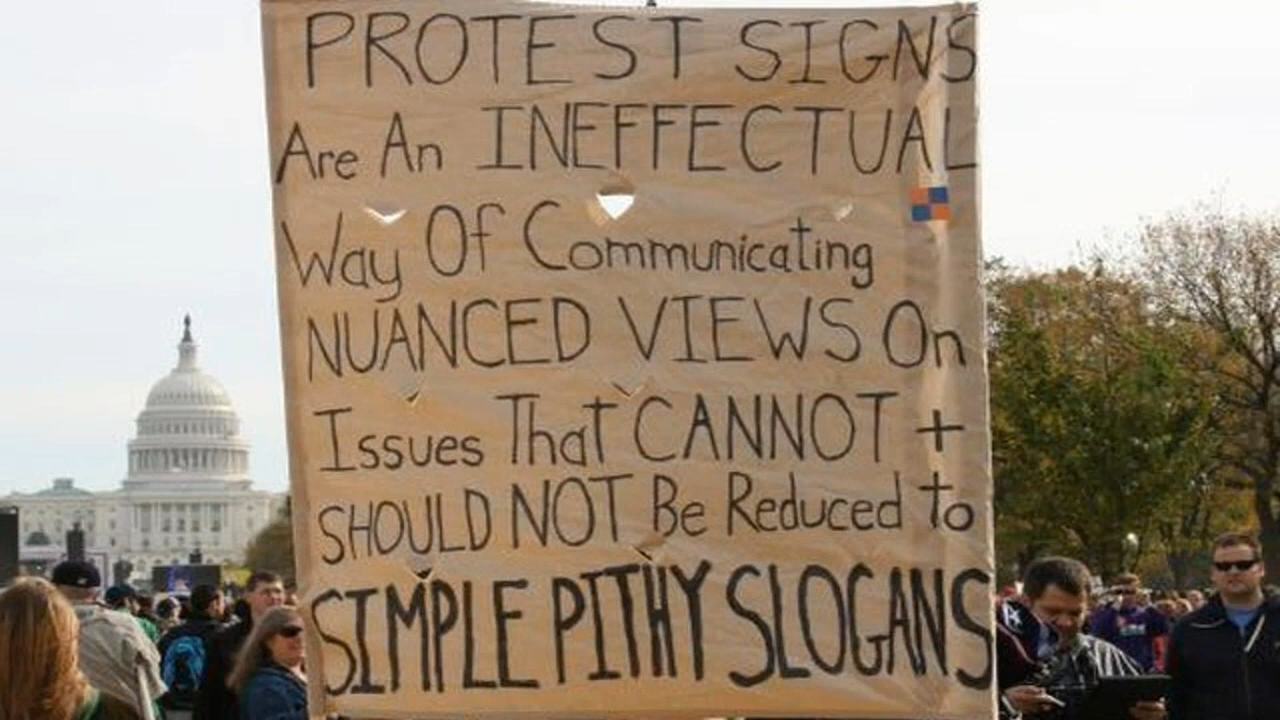 PROTEST SIGNS
Are An INEFFECTUAL
Way Of Communicating
NUANCED VIEWS On
Issues That CANNOT +
SHOULD NOT Be Reduced to
SIMPLE PITHY SLOGANS